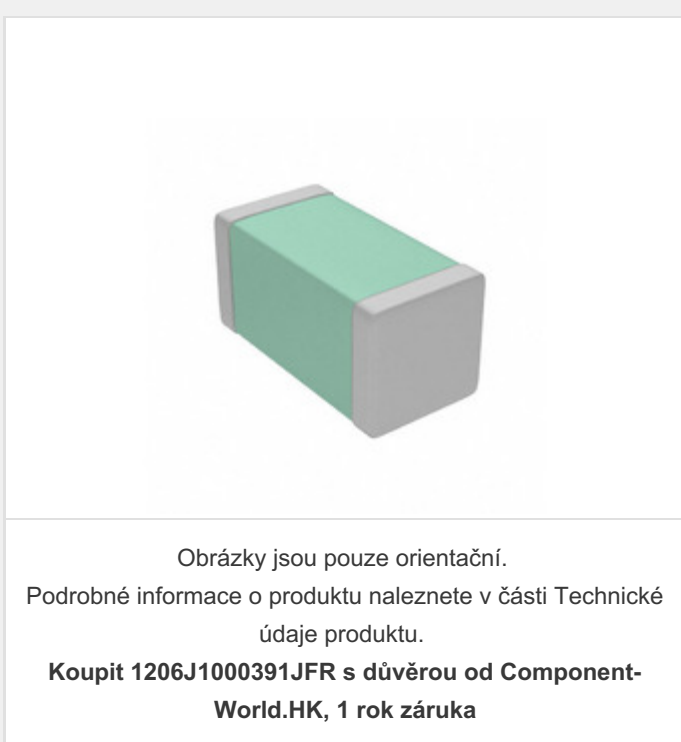 Obrázky jsou pouze orientační.
Podrobné informace o produktu naleznete v části Technické
údaje produktu.
Koupit 1206J1000391JFR s důvěrou od Component-
World.HK, 1 rok záruka